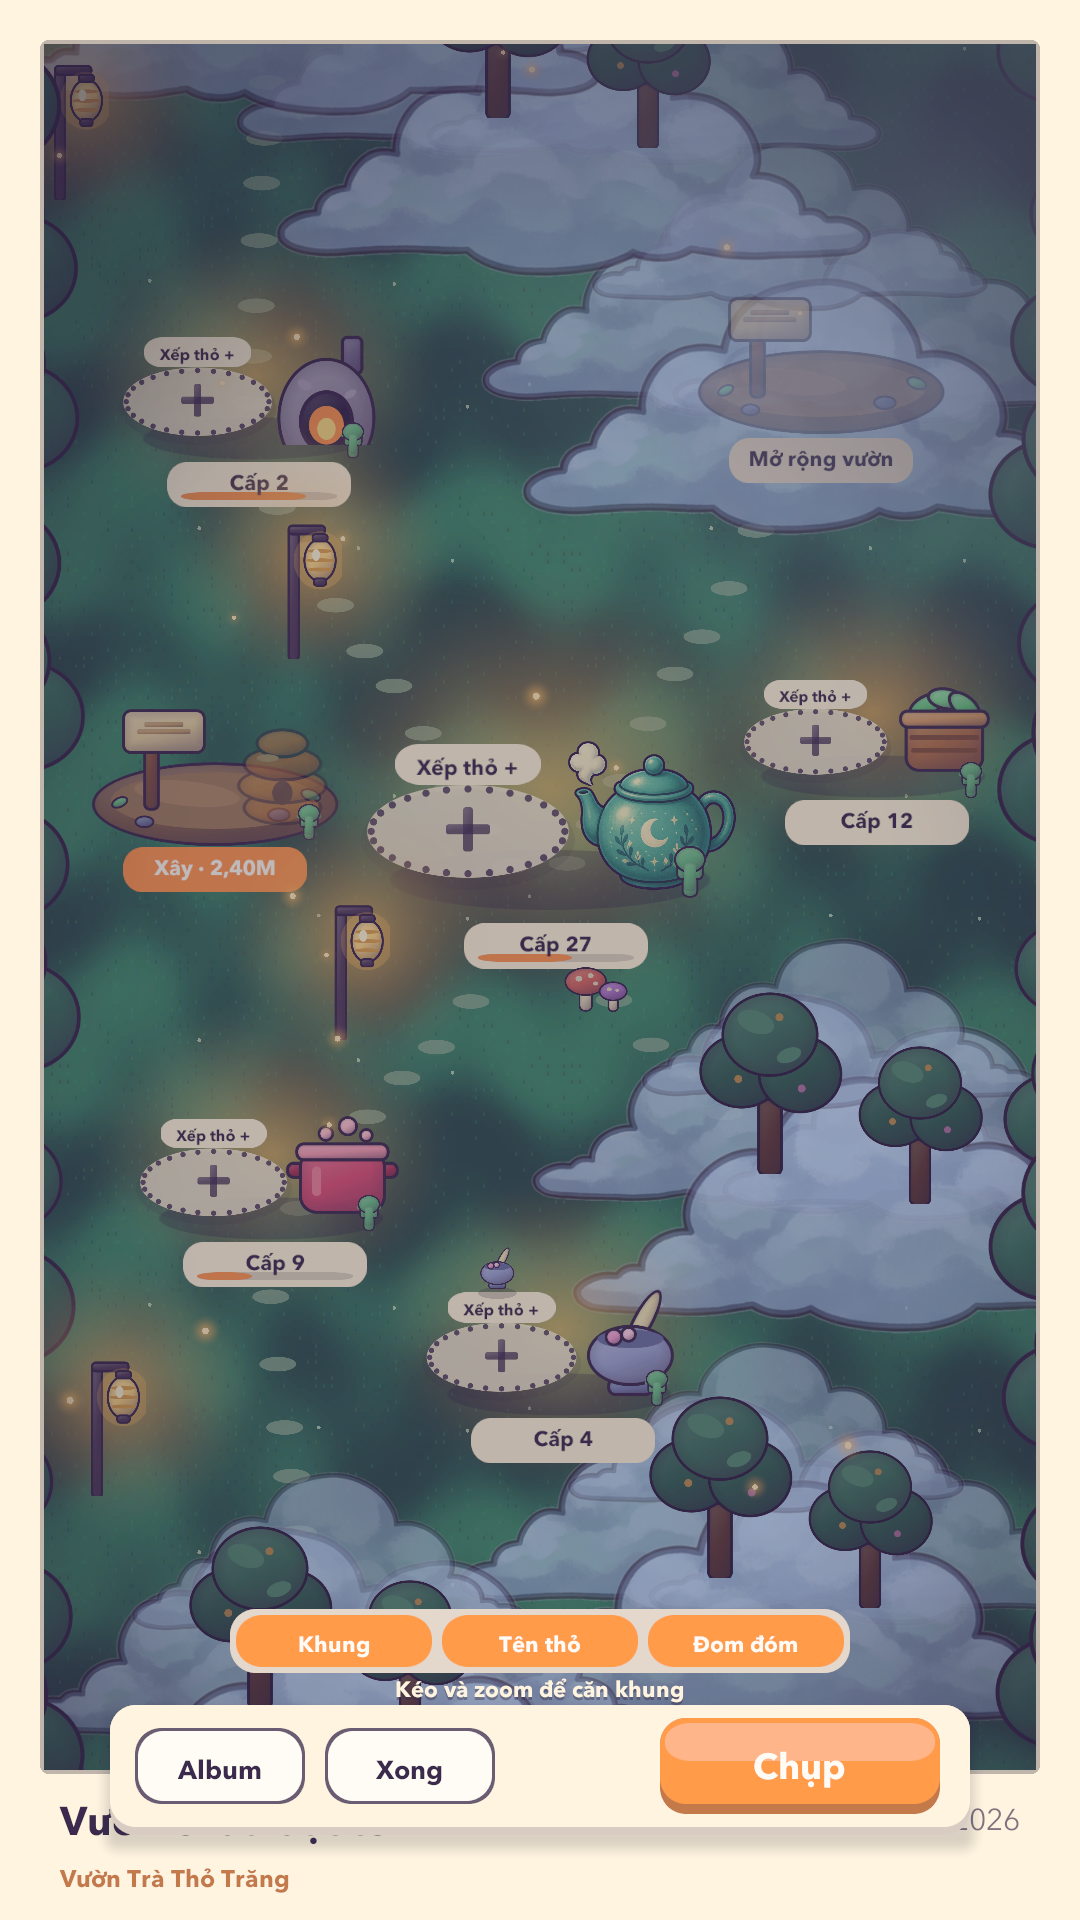 Xếp thỏ +
Cấp 2
Mở rộng vườn
Xếp thỏ +
Cấp 12
Xếp thỏ +
Xây · 2,40M
Cấp 27
Xếp thỏ +
Cấp 9
Xếp thỏ +
Cấp 4
Khung
Tên thỏ
Đom đóm
Kéo và zoom để căn khung
Album
Xong
Chụp
Vườn Trà Thỏ Trăng